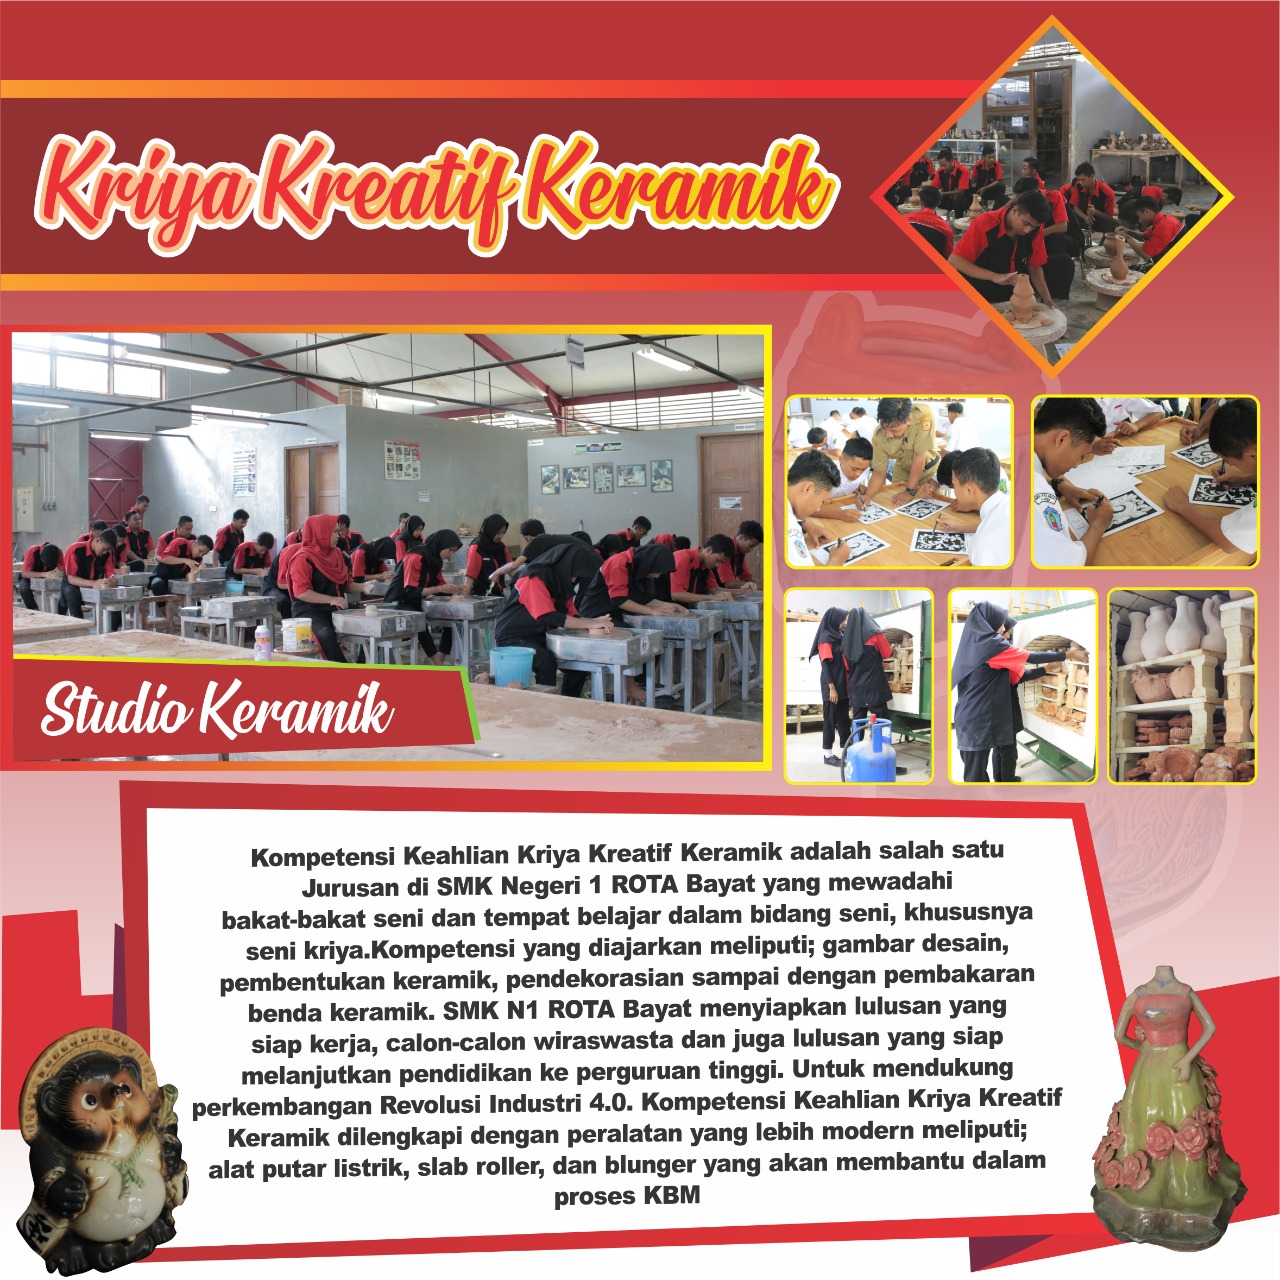 Kriya Kreatif Keramik
Studio Keramik
Kompetensi Keahlian Kriya Kreatif Keramik adalah salah satu
Jurusan di SMK Negeri 1 ROTA Bayat yang mewadahi
bakat-bakat seni dan tempat belajar dalam bidang seni, khususnya
seni kriya.Kompetensi yang diajarkan meliputi; gambar desain,
pembentukan keramik, pendekorasian sampai dengan pembakaran
benda keramik. SMK N1 ROTA Bayat menyiapkan lulusan yang
siap kerja, calon-calon wiraswasta dan juga lulusan yang siap
melanjutkan pendidikan ke perguruan tinggi. Untuk mendukung
perkembangan Revolusi Industri 4.0. Kompetensi Keahlian Kriya Kreatif
Keramik dilengkapi dengan peralatan yang lebih modern meliputi;
alat putar listrik, slab roller, dan blunger yang akan membantu dalam
proses KBM